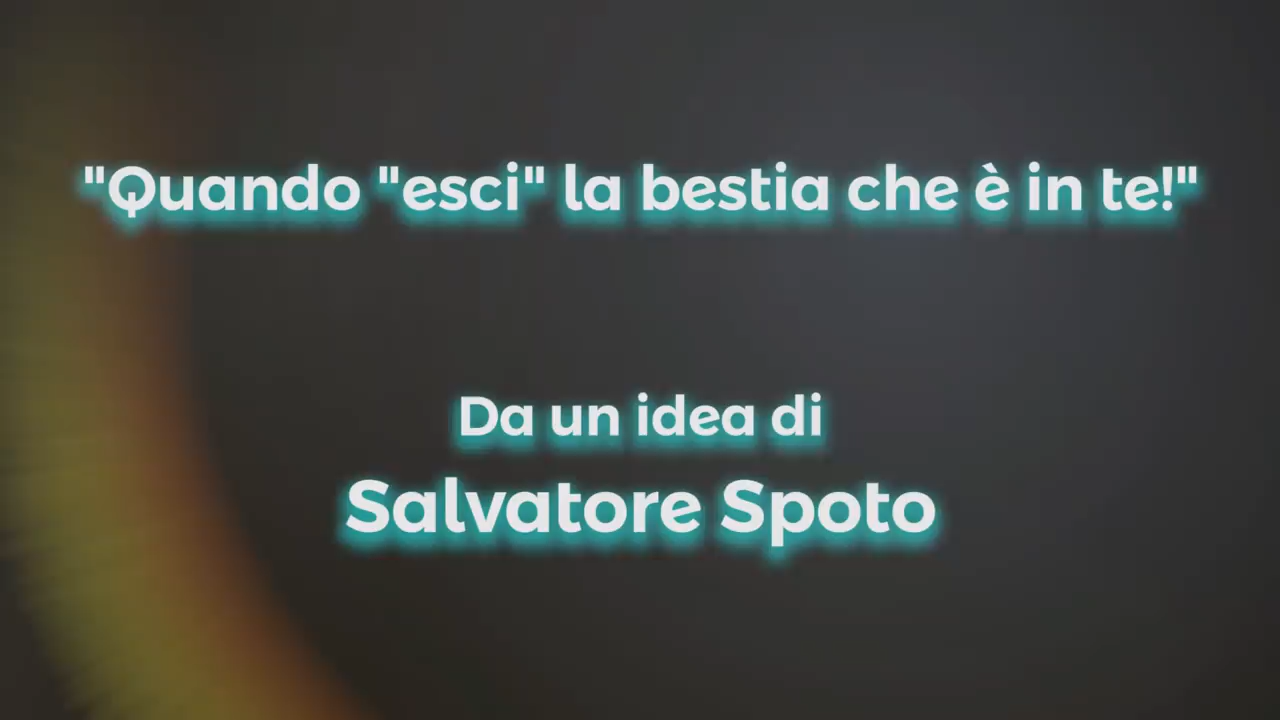 "Quando "esci" la bestia che è in te!"
Da un idea di
Salvatore Spoto